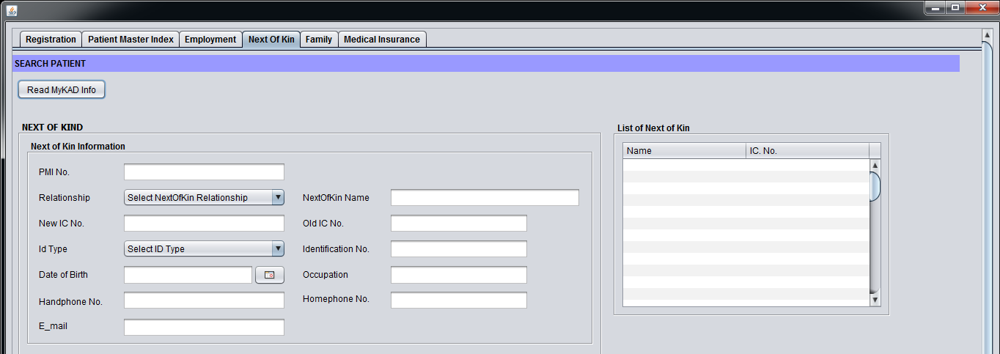 Registration Patient Master Index Employment Next Of Kin Family Medical Insurance
SEARCH PATIENT
Read MyKAD Info
NEXT OF KIND
Next of Kin Information
PMI No.
Relationship Select NextOfKin Relationship NextOfKin Name
New IC No. Old IC No.
Id Type Select ID Type Identification No.
Date of Birth Occupation
Handphone No. Homephone No.
E_mail
List of Next of Kin
Name IC. No.